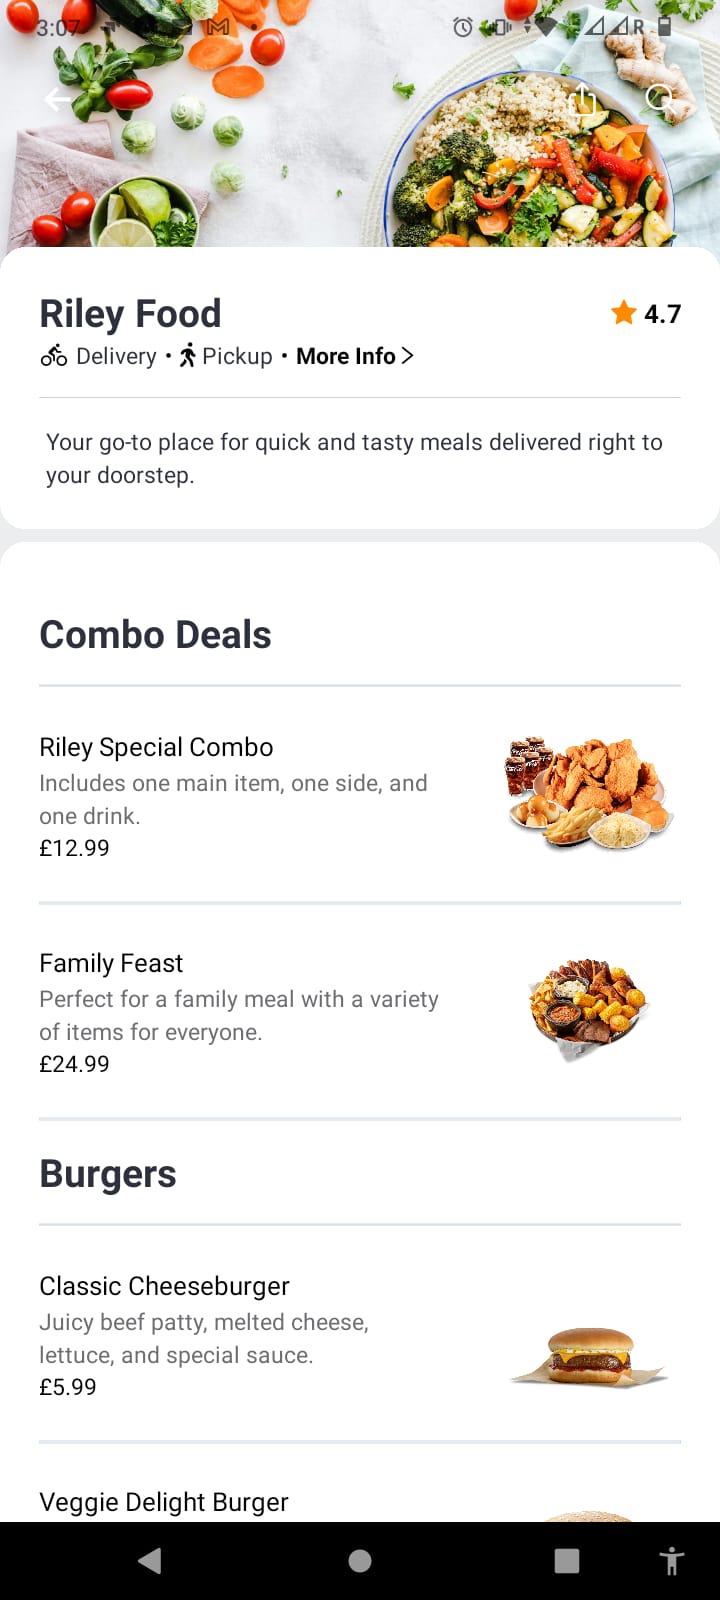 3:07
R
Riley Food
4.7
Delivery • Pickup • More Info
Your go-to place for quick and tasty meals delivered right to
your doorstep.
Combo Deals
Riley Special Combo
Includes one main item, one side, and
one drink.
£12.99
Family Feast
Perfect for a family meal with a variety
of items for everyone.
£24.99
Burgers
Classic Cheeseburger
Juicy beef patty, melted cheese,
lettuce, and special sauce.
£5.99
Veggie Delight Burger